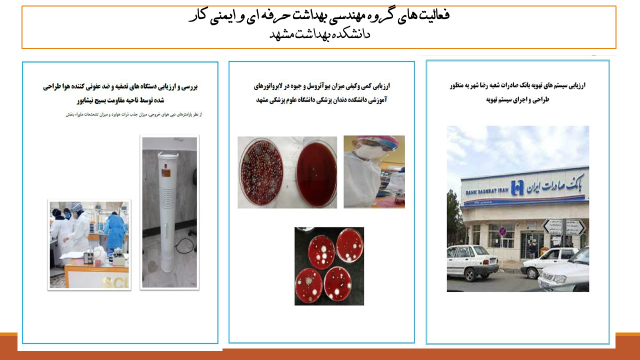 فعالیت‌های گروه مهندسی بهداشت حرفه ای و ایمنی کار
دانشکده بهداشت مشهد
ارزیابی سیستم های تهویه بانک صادرات شعبه رضا شهر به منظور
طراحی و اجرای سیستم تهویه
بانک صادرات ایران
BANK SADERAT IRAN
ارزیابی کمی وکیفی میزان بیوآئروسل و جیوه در لابراتورهای
آموزشی دانشکده دندان پزشکی دانشگاه علوم پزشکی مشهد
بررسی و ارزیابی دستگاه های تصفیه و ضد عفونی کننده هوا طراحی
شده توسط ناحیه مقاومت بسیج نیشابور
از نظر پارامترهای دبی هوای خروجی، میزان جذب ذرات هوابرد و میزان تشعشعات ماوراء بنفش